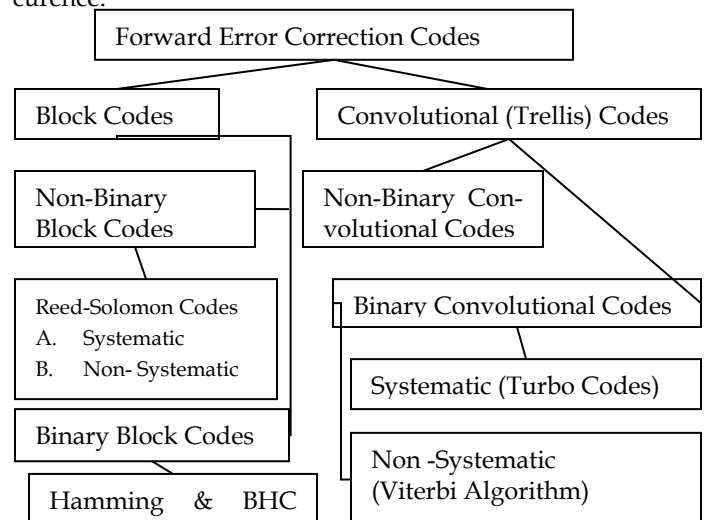 curence.
Forward Error Correction Codes
Block Codes
Convolutional (Trellis) Codes
Non-Binary
Block Codes
Non-Binary Con-
volutional Codes
Reed-Solomon Codes
A. Systematic
B. Non- Systematic
Binary Convolutional Codes
Systematic (Turbo Codes)
Binary Block Codes
Non -Systematic
(Viterbi Algorithm)
Hamming & BHC